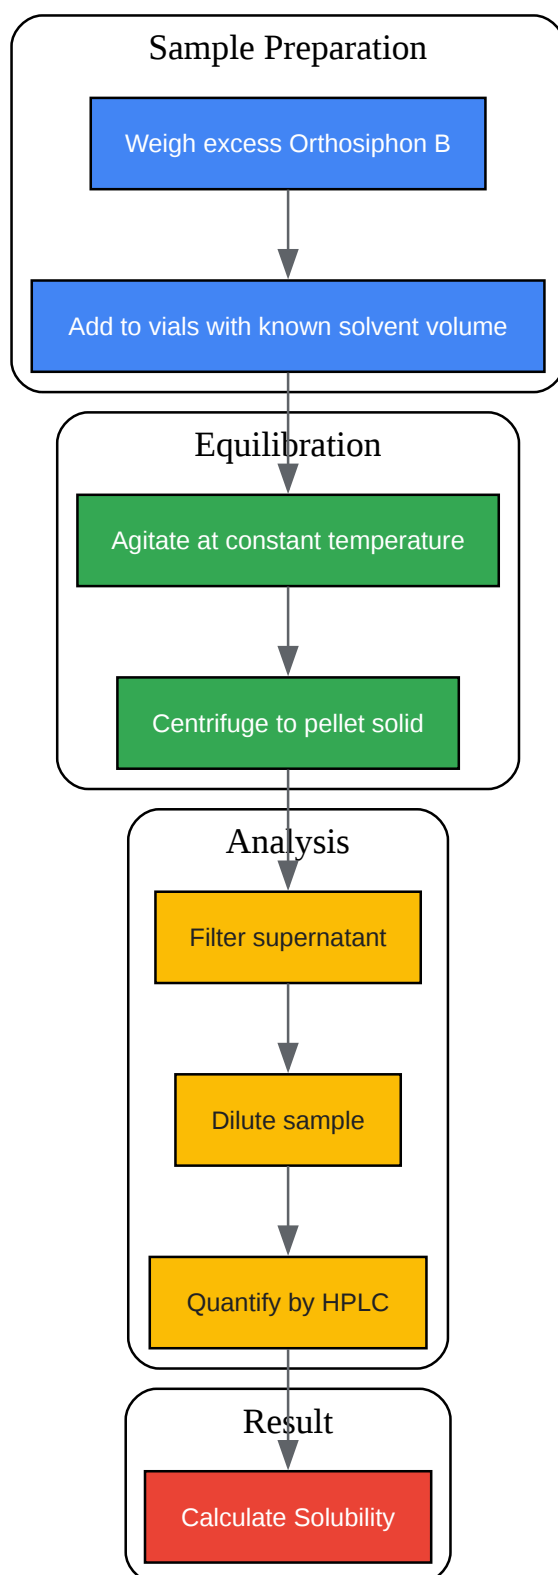 Sample Preparation
Weigh excess Orthosiphon B
Add to vials with known solvent volume
Equilibration
Agitate at constant temperature
Centrifuge to pellet solid
Analysis
Filter supernatant
Dilute sample
Quantify by HPLC
Result
Calculate Solubility